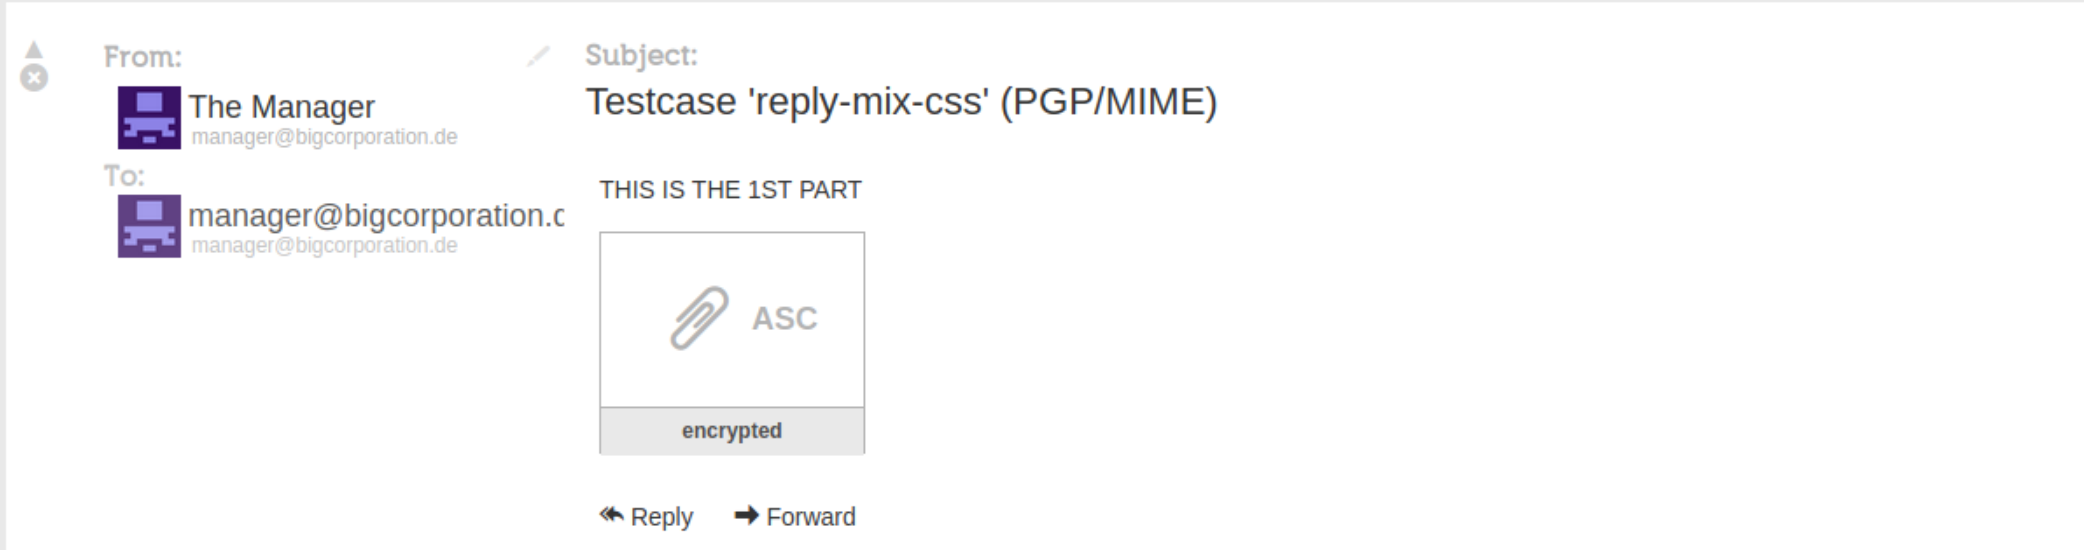 From:
The Manager
manager@bigcorporation.de
To:
manager@bigcorporation.d
manager@bigcorporation.de
Subject:
Testcase 'reply-mix-css' (PGP/MIME)
THIS IS THE 1ST PART
ASC
encrypted
Reply
Forward